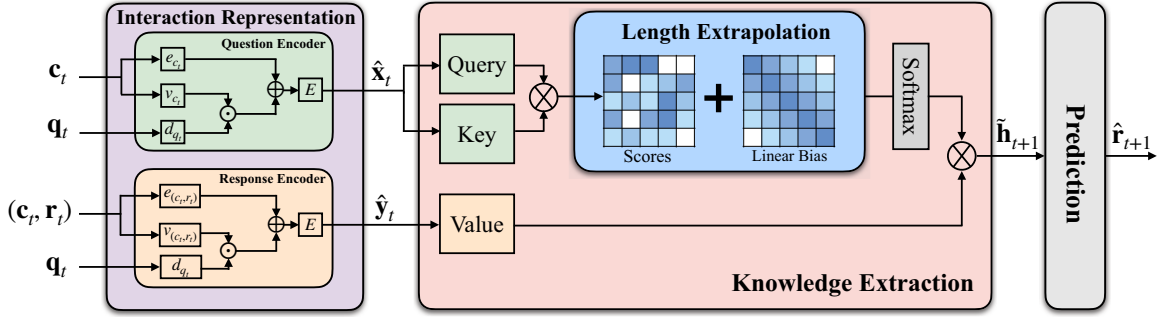 Interaction Representation
Question Encoder
c_t
e_{c_t}
v_{c_t}
q_t
d_{q_t}
E
x̂_t
Response Encoder
(c_t, r_t)
e_{(c_t,r_t)}
v_{(c_t,r_t)}
q_t
d_{q_t}
E
ŷ_t
Query
Key
Value
Length Extrapolation
Scores
+
Linear Bias
Softmax
Knowledge Extraction
h̃_{t+1}
Prediction
r̂_{t+1}